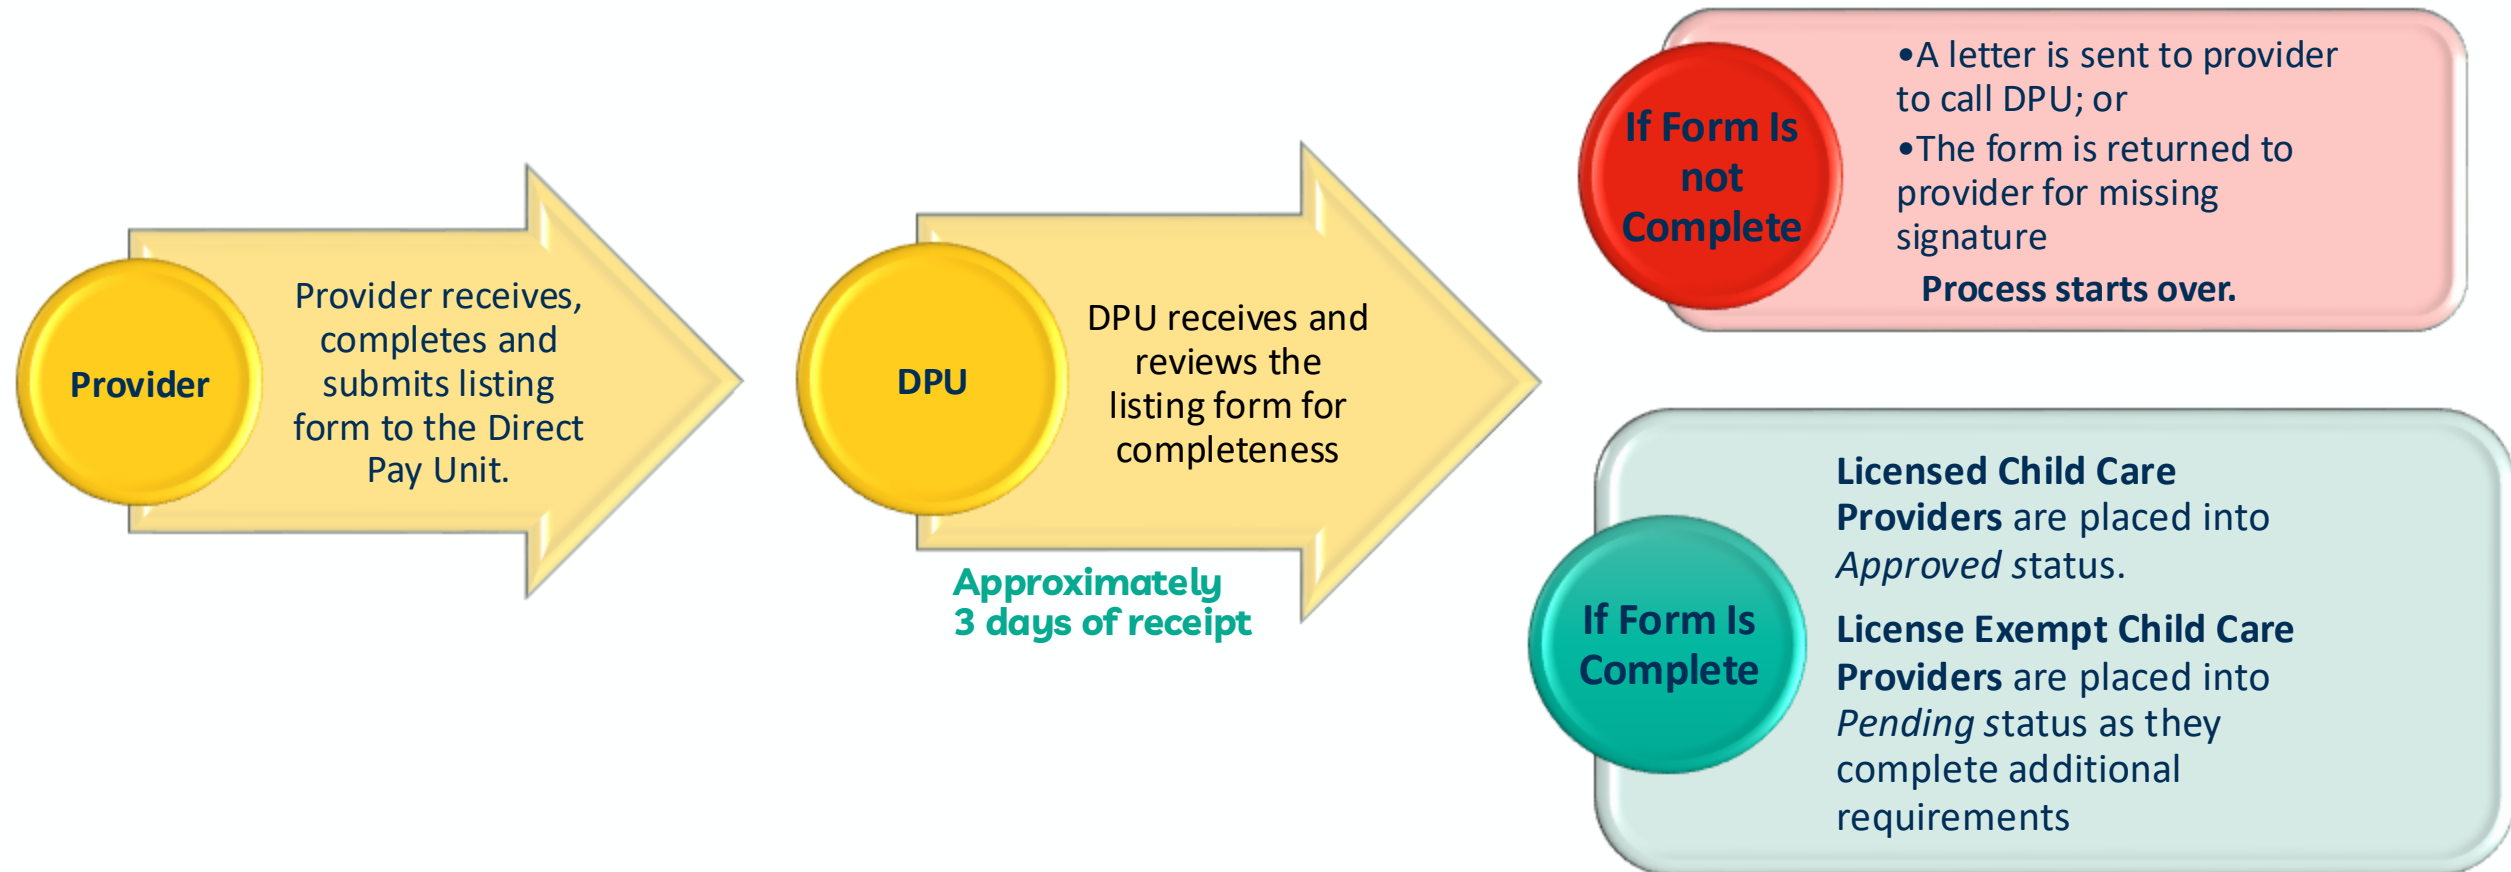 Provider
Provider receives,
completes and
submits listing
form to the Direct
Pay Unit.
DPU
DPU receives and
reviews the
listing form for
completeness
Approximately
3 days of receipt
If Form Is
not
Complete
•A letter is sent to provider
to call DPU; or
•The form is returned to
provider for missing
signature
Process starts over.
If Form Is
Complete
Licensed Child Care
Providers are placed into
Approved status.
License Exempt Child Care
Providers are placed into
Pending status as they
complete additional
requirements